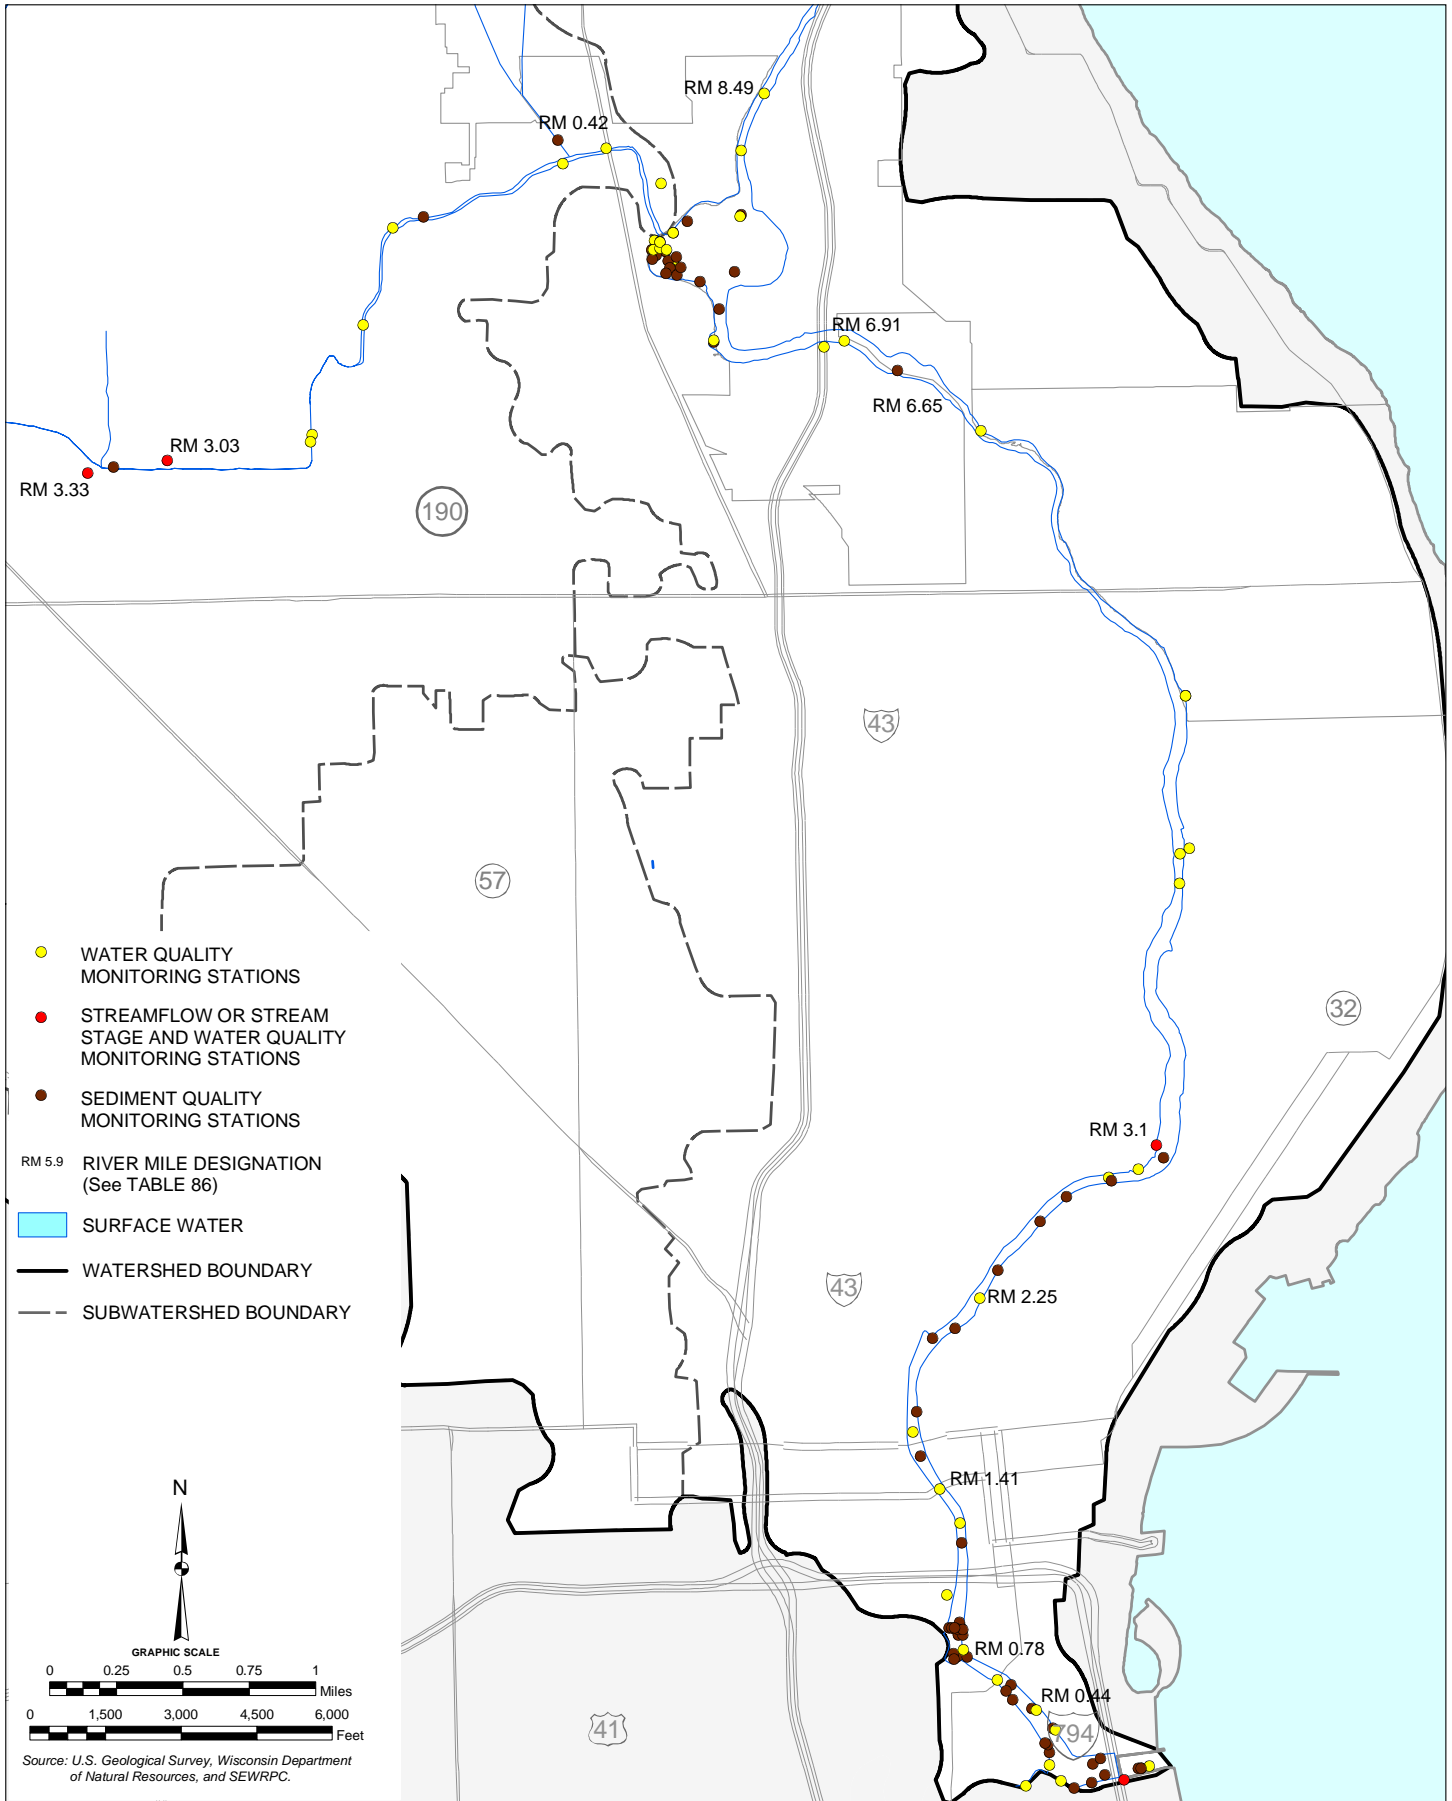 RM 8.49
RM 0.42
RM 6.91
RM 6.65
RM 3.03
RM 3.33
190
43
57
WATER QUALITY
MONITORING STATIONS
STREAMFLOW OR STREAM
STAGE AND WATER QUALITY
MONITORING STATIONS
SEDIMENT QUALITY
MONITORING STATIONS
RM 5.9 RIVER MILE DESIGNATION
(See TABLE 86)
SURFACE WATER
WATERSHED BOUNDARY
SUBWATERSHED BOUNDARY
32
RM 3.1
43
RM 2.25
RM 1.41
RM 0.78
RM 0.44
794
41
N
GRAPHIC SCALE
0 0.25 0.5 0.75 1
Miles
0 1,500 3,000 4,500 6,000
Feet
Source: U.S. Geological Survey, Wisconsin Department
of Natural Resources, and SEWRPC.